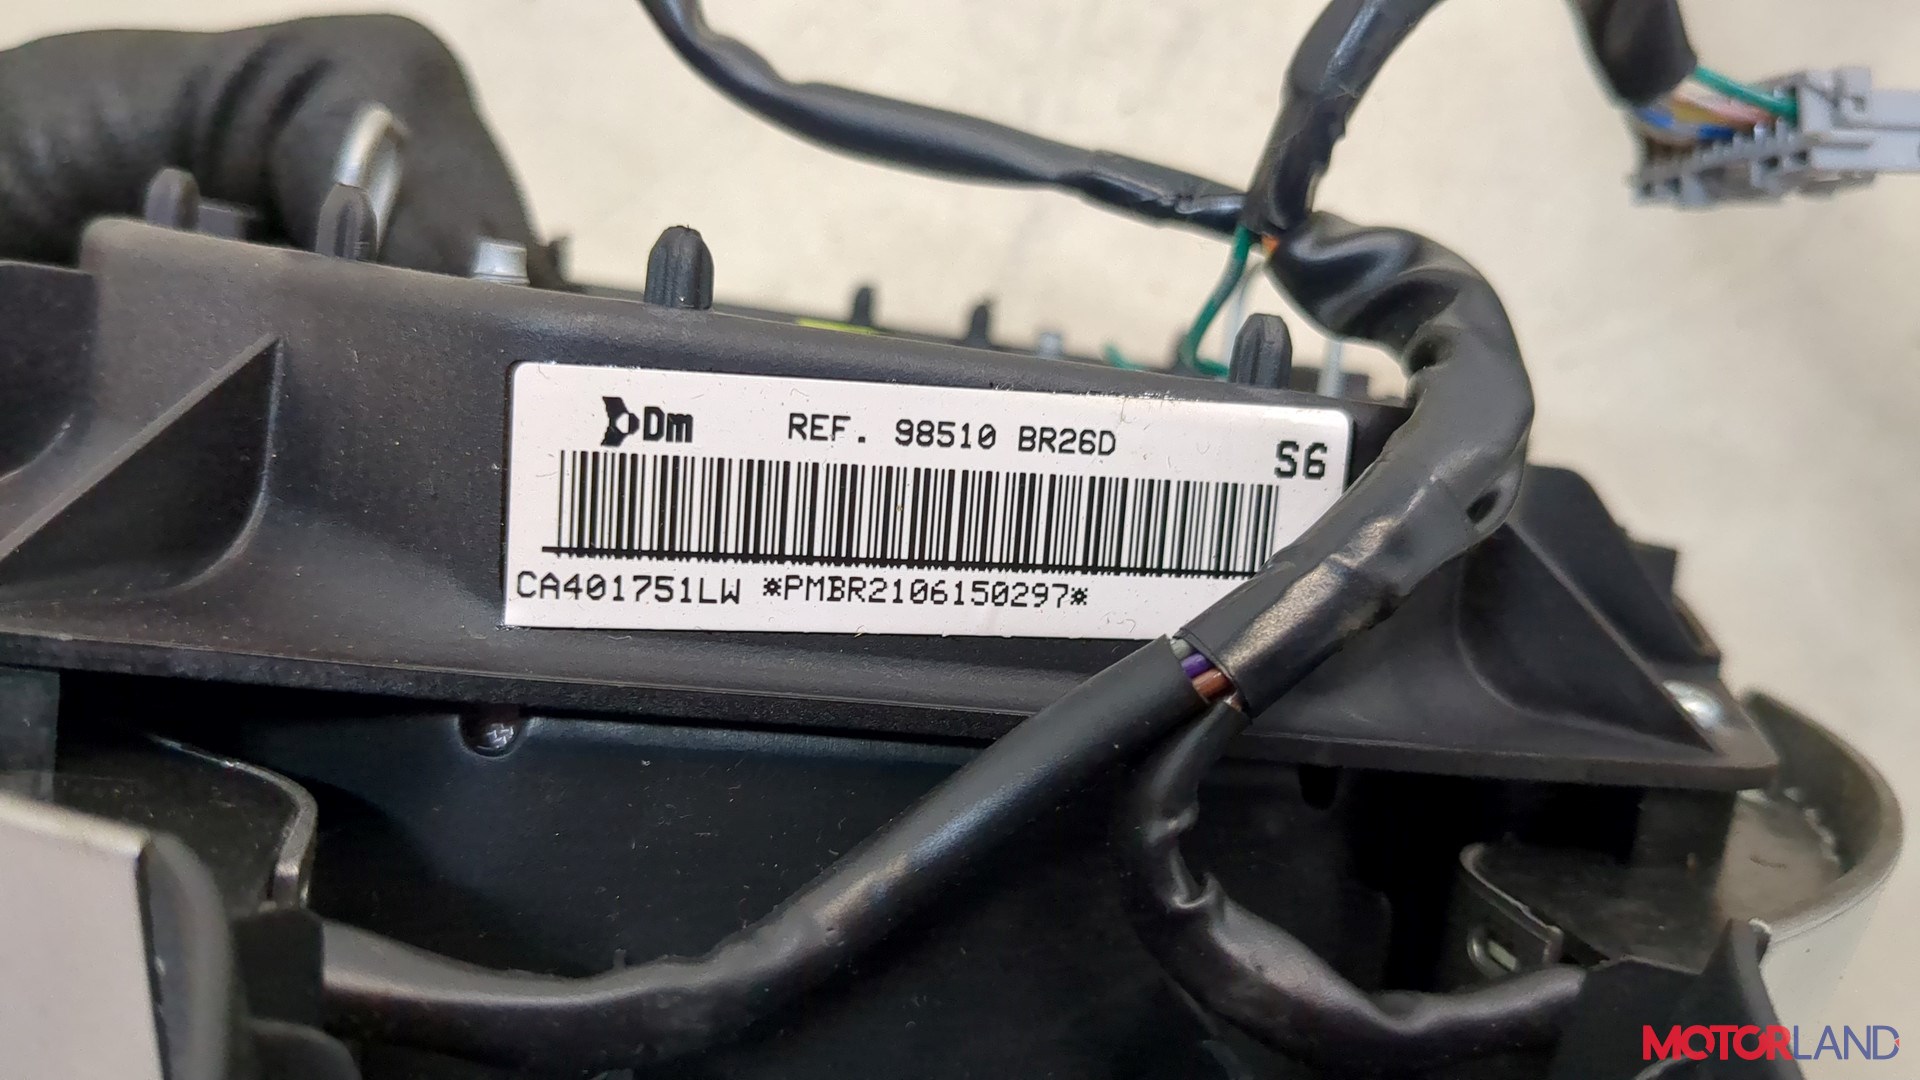 Dm REF. 98510 BR26D
S6
CA401751LW *PMBR2106150297*
MOTORLAND